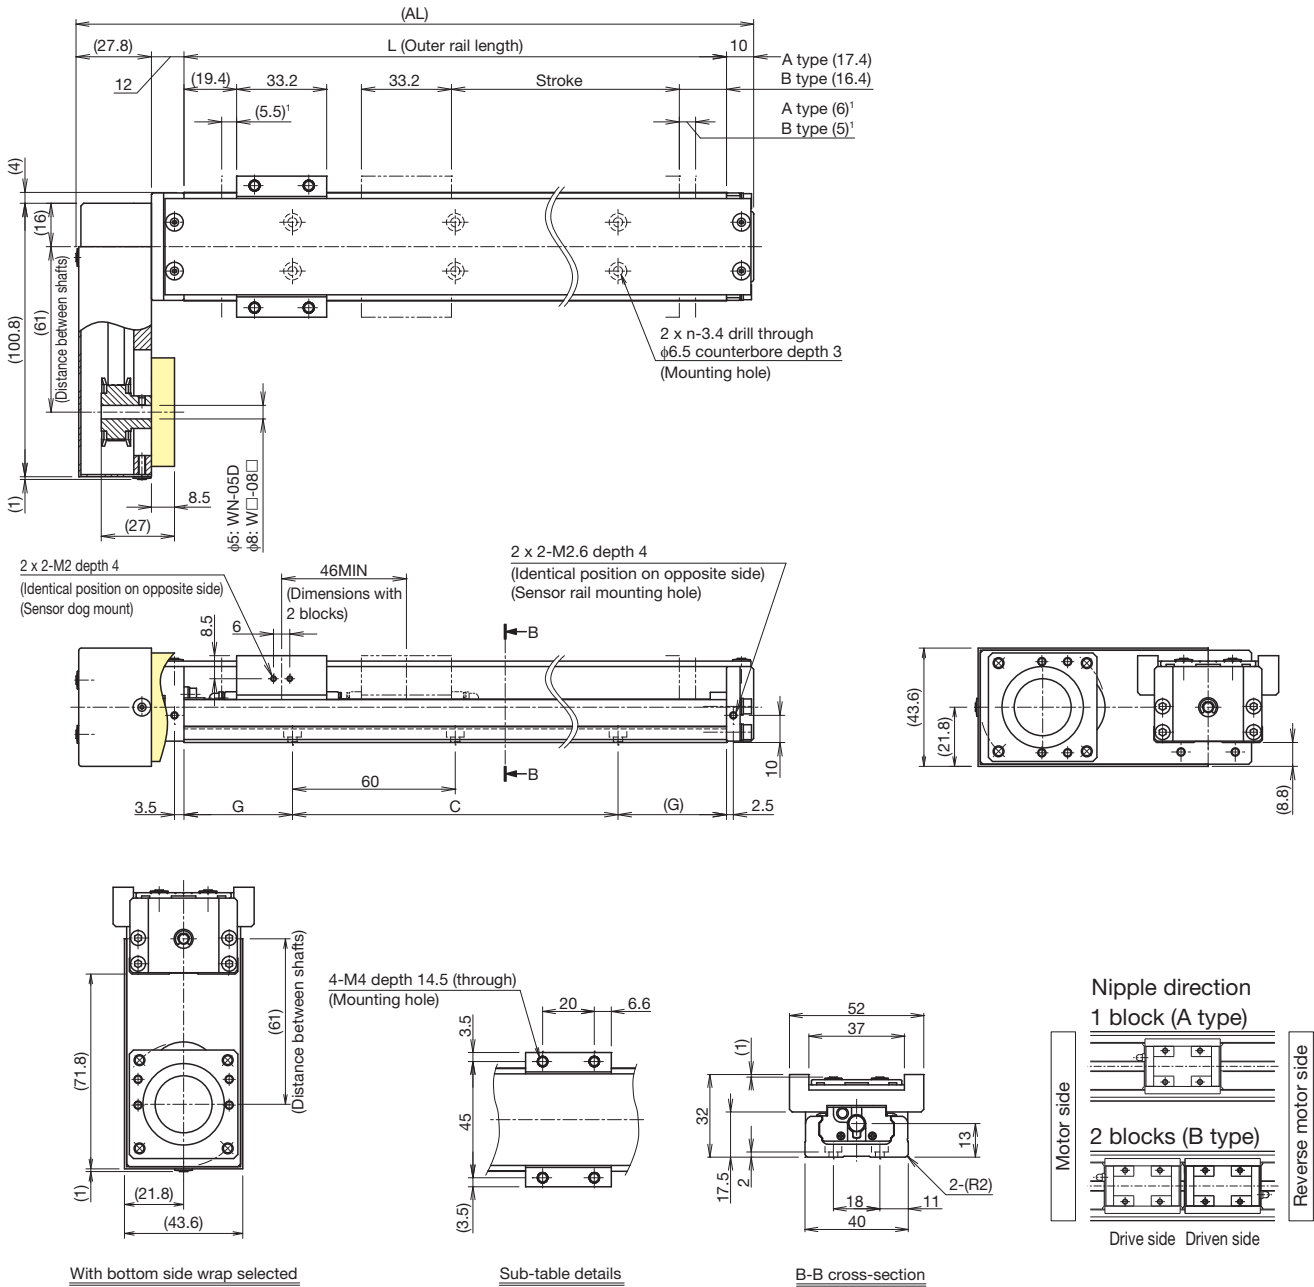 (AL)
(27.8)
L (Outer rail length)
10
12
(19.4)
33.2
33.2
Stroke
A type (17.4)
B type (16.4)
(5.5)¹
A type (6)¹
B type (5)¹
(4)
(16)
(100.8)
(61)
(Distance between shafts)
(1)
2 x n-3.4 drill through
ϕ6.5 counterbore depth 3
(Mounting hole)
8.5
(27)
ϕ5: WN-05D
ϕ8: W□-08□
2 x 2-M2 depth 4
(Identical position on opposite side)
(Sensor dog mount)
46MIN
(Dimensions with
2 blocks)
2 x 2-M2.6 depth 4
(Identical position on opposite side)
(Sensor rail mounting hole)
8.5
6
B
B
10
60
3.5
G
C
(G)
2.5
(43.6)
(21.8)
(8.8)
(71.8)
(61)
(Distance between shafts)
(1)
(21.8)
(43.6)
With bottom side wrap selected
4-M4 depth 14.5 (through)
(Mounting hole)
20
6.6
3.5
45
(3.5)
Sub-table details
52
37
(1)
32
17.5
2
13
2-(R2)
18
11
40
B-B cross-section
Nipple direction
1 block (A type)
Motor side
Reverse motor side
2 blocks (B type)
Drive side Driven side